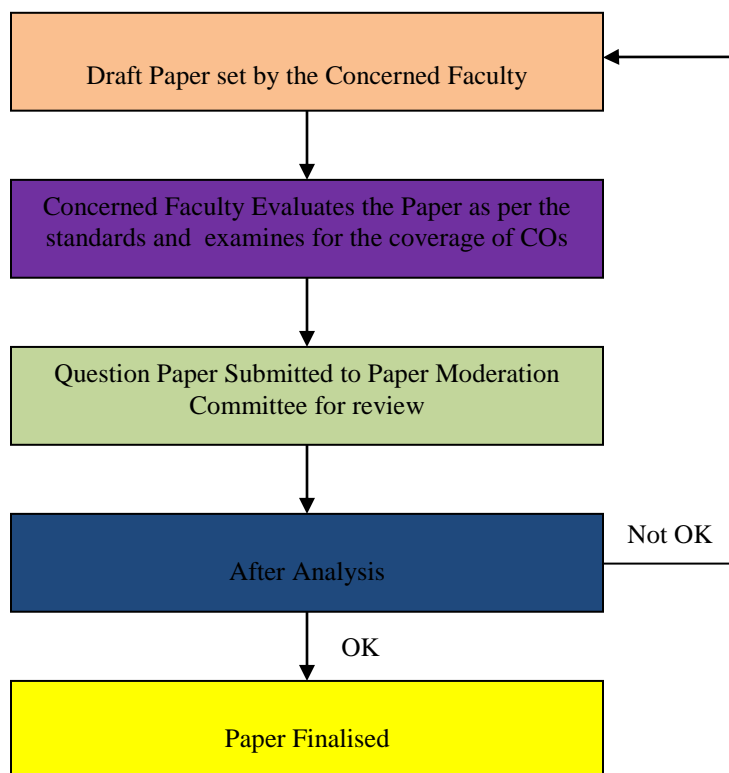 Draft Paper set by the Concerned Faculty
Concerned Faculty Evaluates the Paper as per the
standards and  examines for the coverage of COs
Question Paper Submitted to Paper Moderation
Committee for review
Not OK
After Analysis
OK
Paper Finalised